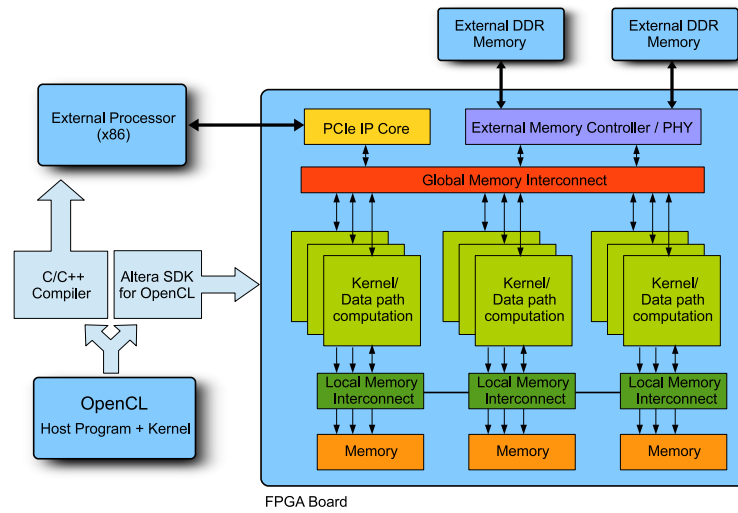 External DDR
Memory
External DDR
Memory
External Processor
(x86)
PCIe IP Core
External Memory Controller / PHY
Global Memory Interconnect
C/C++
Compiler
Altera SDK
for OpenCL
Kernel/
Data path
computation
Kernel/
Data path
computation
Kernel/
Data path
computation
OpenCL
Host Program + Kernel
Local Memory
Interconnect
Local Memory
Interconnect
Local Memory
Interconnect
Memory
Memory
Memory
FPGA Board